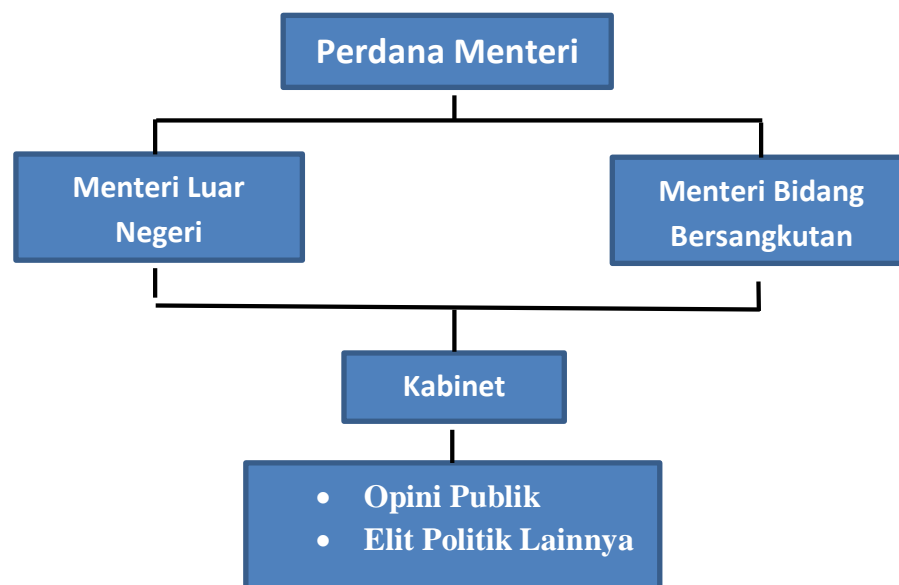 Perdana Menteri
Menteri Luar
Negeri
Menteri Bidang
Bersangkutan
Kabinet
• Opini Publik
• Elit Politik Lainnya